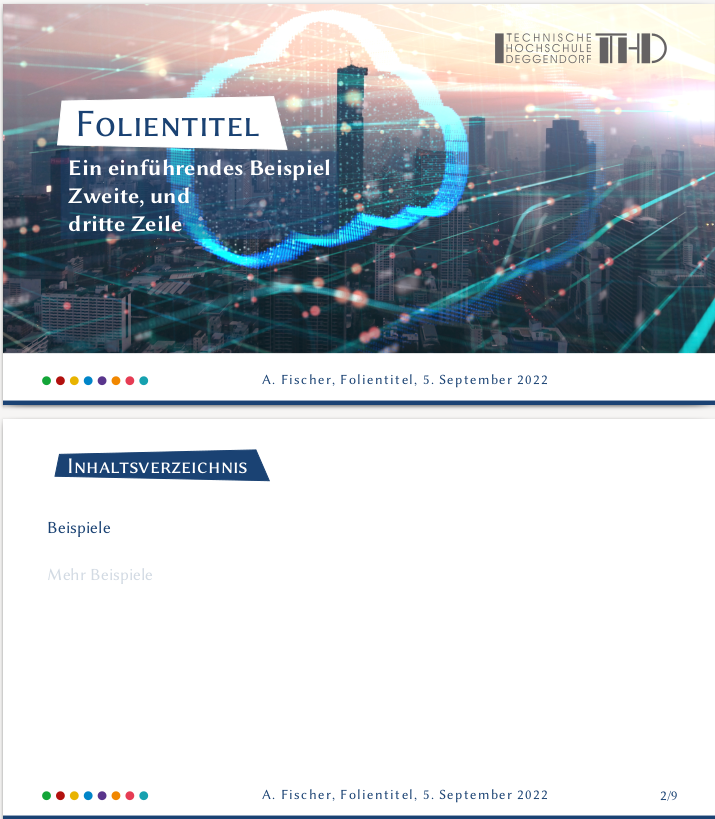 TECHNISCHE
HOCHSCHULE
DEGGENDORF
THD
Folientitel
Ein einführendes Beispiel
Zweite, und
dritte Zeile
A. Fischer, Folientitel, 5. September 2022
Inhaltsverzeichnis
Beispiele
Mehr Beispiele
A. Fischer, Folientitel, 5. September 2022
2/9